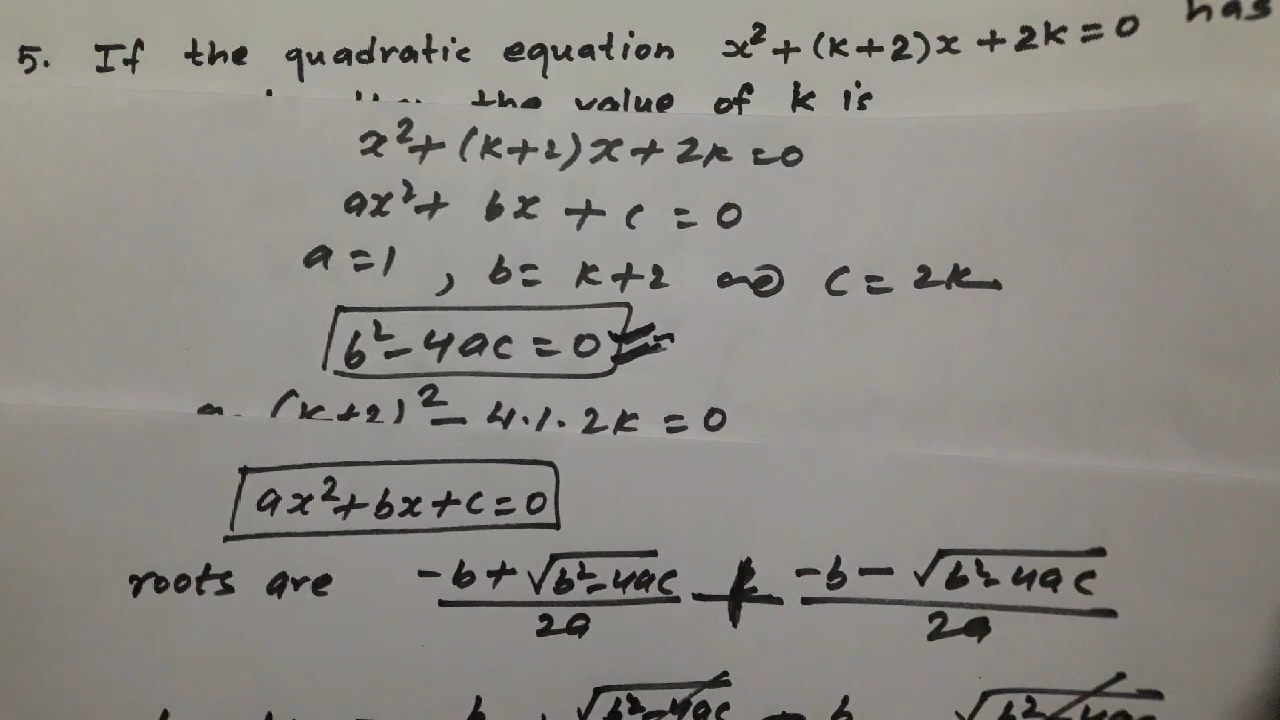 5. If the quadratic equation x²+(k+2)x+2k=0 has
the value of k is
x²+(k+2)x+2k=0
ax²+ bx + c = 0
a=1, b= k+2 and c= 2k
b²-4ac=0
(k+2)²- 4.1.2k = 0
ax²+bx+c=0
roots are (-b+√(b²-4ac))/2a (-b-√(b²-4ac))/2a